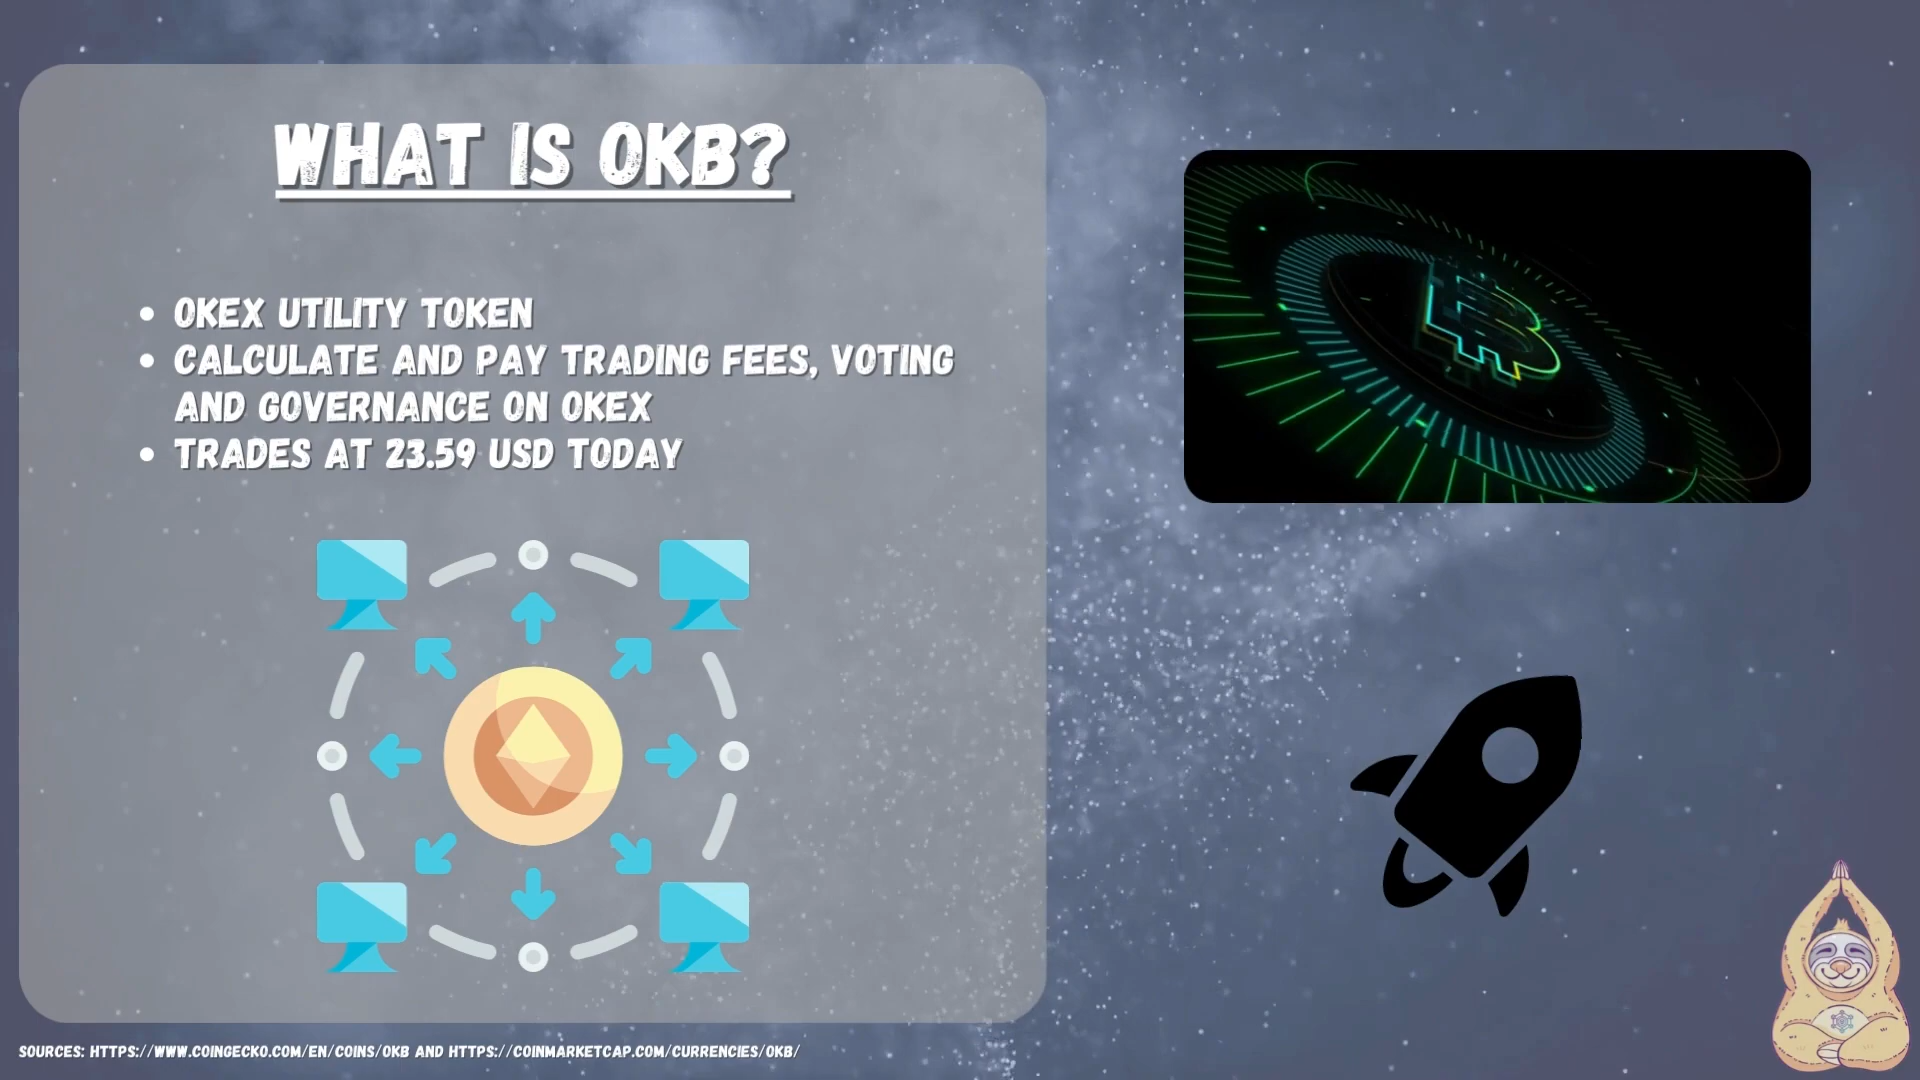 WHAT IS OKB?
• OKEX UTILITY TOKEN
• CALCULATE AND PAY TRADING FEES, VOTING
AND GOVERNANCE ON OKEX
• TRADES AT 23.59 USD TODAY
SOURCES: HTTPS://WWW.COINGECKO.COM/EN/COINS/OKB AND HTTPS://COINMARKETCAP.COM/CURRENCIES/OKB/